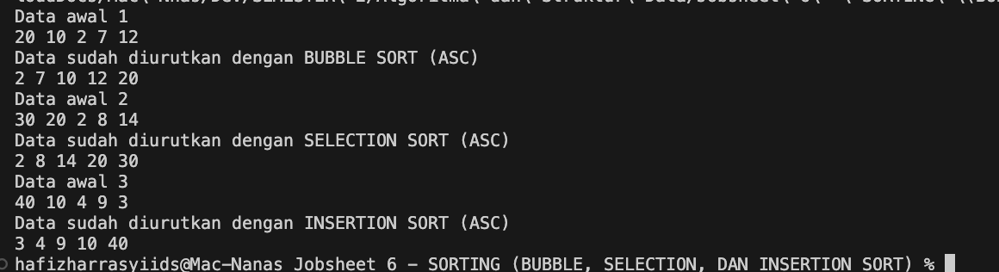 Data awal 1
20 10 2 7 12
Data sudah diurutkan dengan BUBBLE SORT (ASC)
2 7 10 12 20
Data awal 2
30 20 2 8 14
Data sudah diurutkan dengan SELECTION SORT (ASC)
2 8 14 20 30
Data awal 3
40 10 4 9 3
Data sudah diurutkan dengan INSERTION SORT (ASC)
3 4 9 10 40
hafizharrasyiids@Mac-Nanas Jobsheet 6 - SORTING (BUBBLE, SELECTION, DAN INSERTION SORT) %